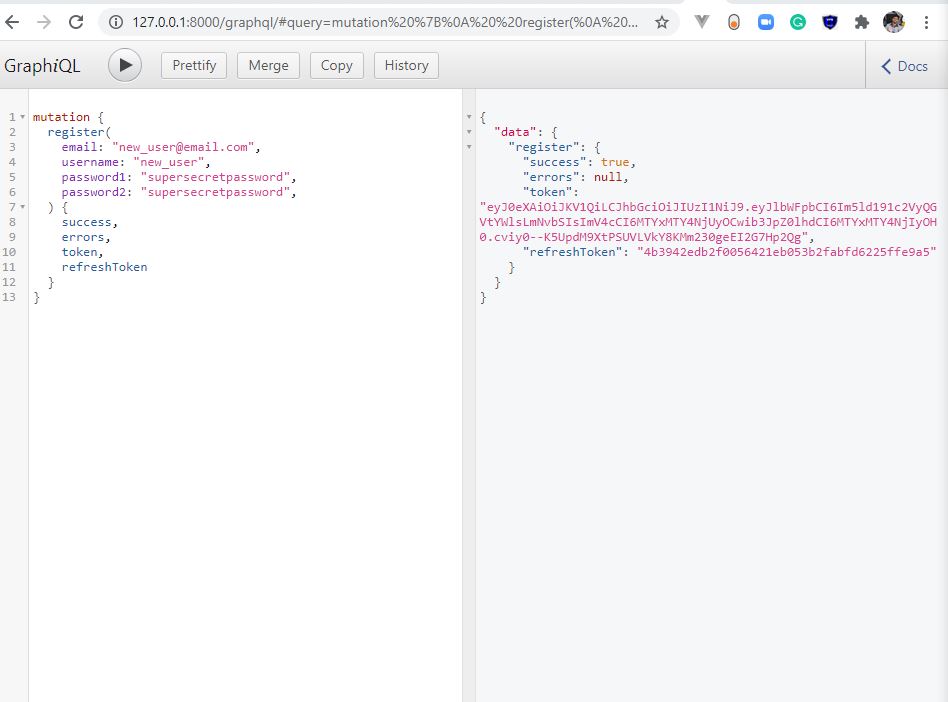 127.0.0.1:8000/graphql/#query=mutation%20%7B%0A%20%20register(%0A%20...
GraphiQL
Prettify
Merge
Copy
History
Docs
1 mutation {
2 register(
3 email: "new_user@email.com",
4 username: "new_user",
5 password1: "supersecretpassword",
6 password2: "supersecretpassword",
7 ) {
8 success,
9 errors,
10 token,
11 refreshToken
12 }
13 }
{
"data": {
"register": {
"success": true,
"errors": null,
"token":
"eyJ0eXAiOiJKV1QiLCJhbGciOiJIUzI1NiJ9.eyJlbWFpbCI6Im5ld191c2VyQG
VtYWlsLmNvbSIsImV4cCI6MTYxMTY4NjUyOCwib3JpZ0lhdCI6MTYxMTY4NjIyOH
0.cviy0--K5UpdM9XtPSUVLVkY8KMm230geEI2G7Hp2Qg",
"refreshToken": "4b3942edb2f0056421eb053b2fabfd6225ffe9a5"
}
}
}